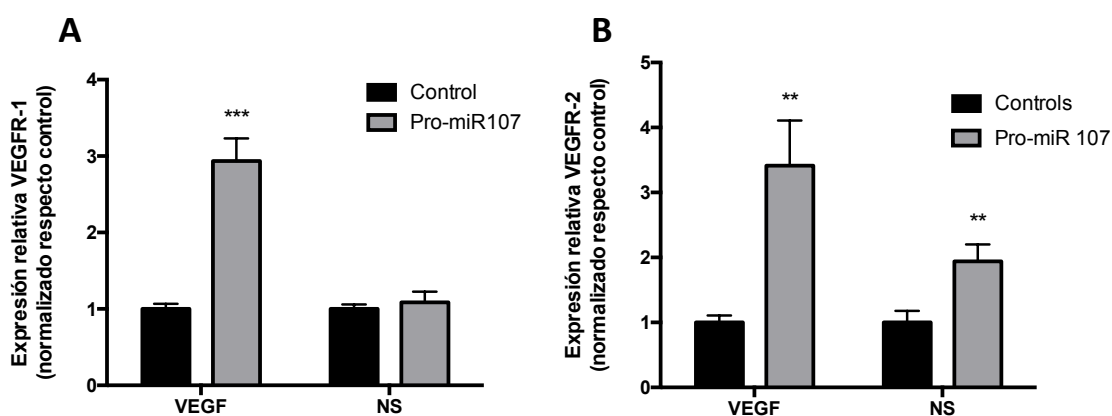 A
Expresión relativa VEGFR-1
(normalizado respecto control)
4
3
2
1
0
***
Control
Pro-miR107
VEGF
NS
B
Expresión relativa VEGFR-2
(normalizado respecto control)
5
4
3
2
1
0
**
**
Controls
Pro-miR 107
VEGF
NS